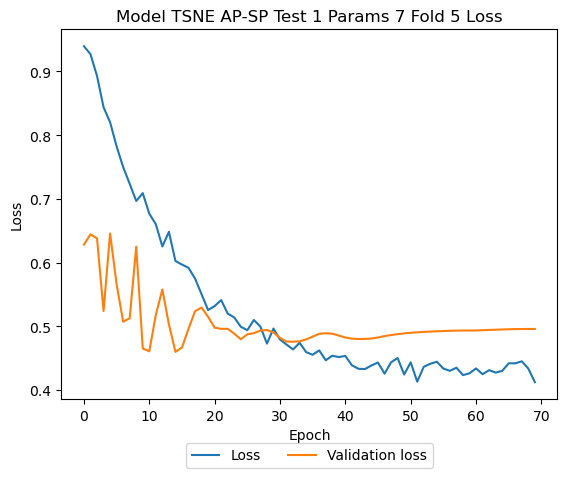 Model TSNE AP-SP Test 1 Params 7 Fold 5 Loss
0.9
0.8
0.7
0.6
0.5
0.4
Loss
0 10 20 30 40 50 60 70
Epoch
Loss Validation loss